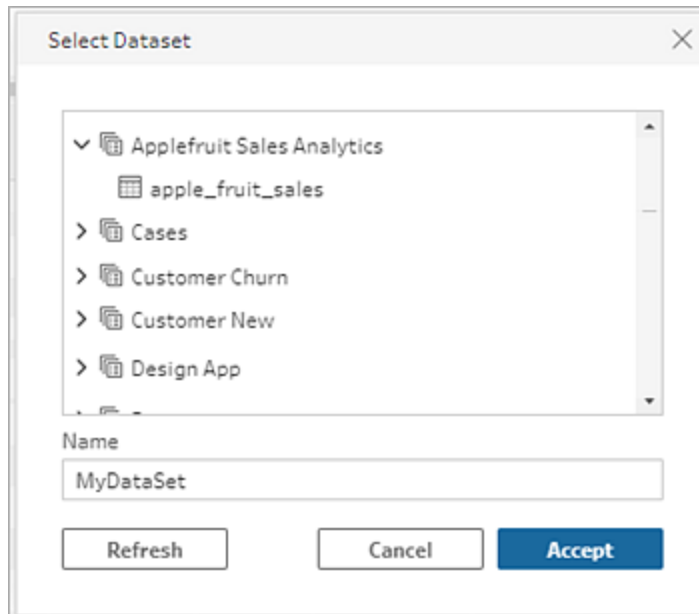 Select Dataset
Applefruit Sales Analytics
apple_fruit_sales
Cases
Customer Churn
Customer New
Design App
Name
MyDataSet
Refresh
Cancel
Accept